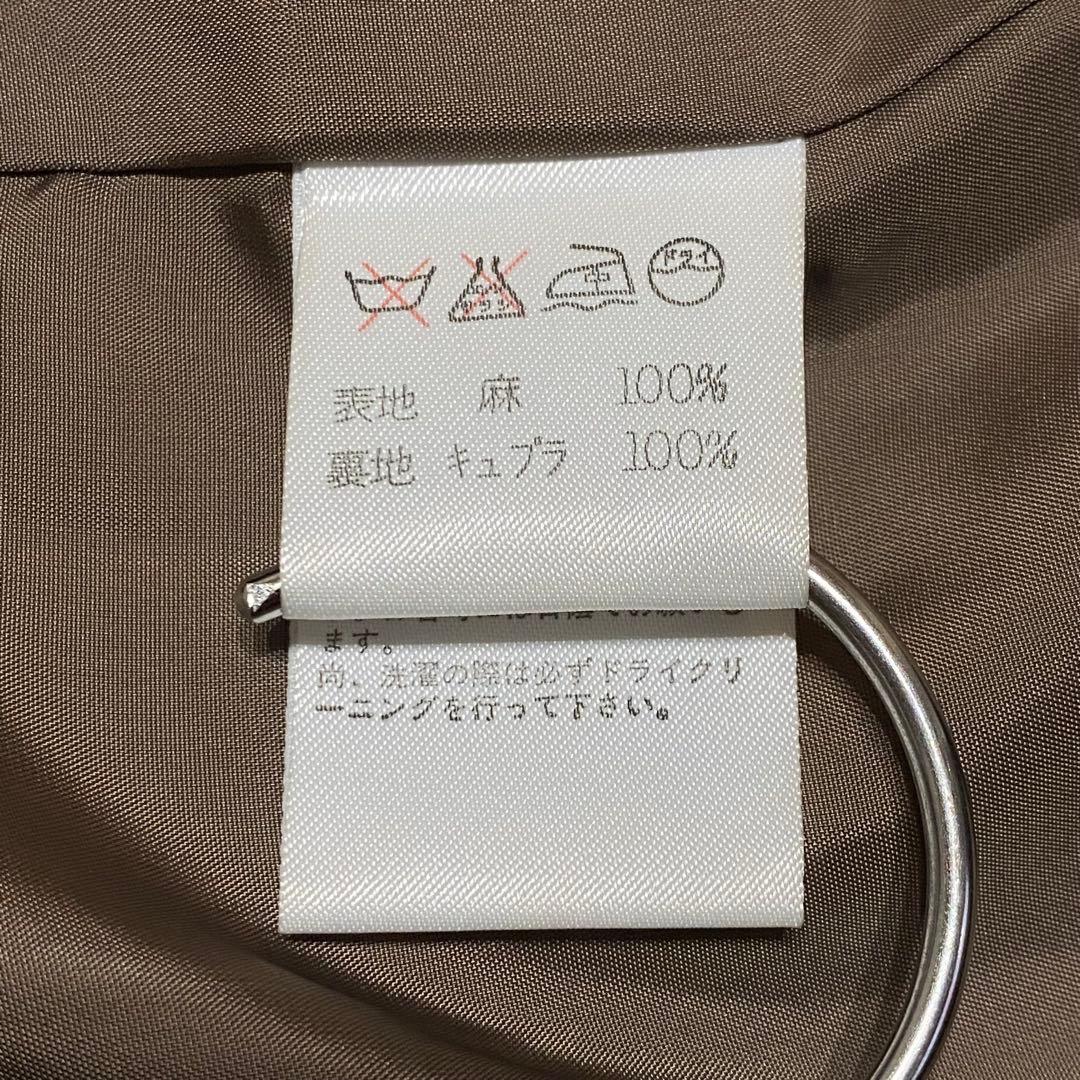 ドライ
中
表地 麻 100%
裏地 キュプラ 100%
ます。
尚、洗濯の際は必ずドライクリ
ーニングを行って下さい。